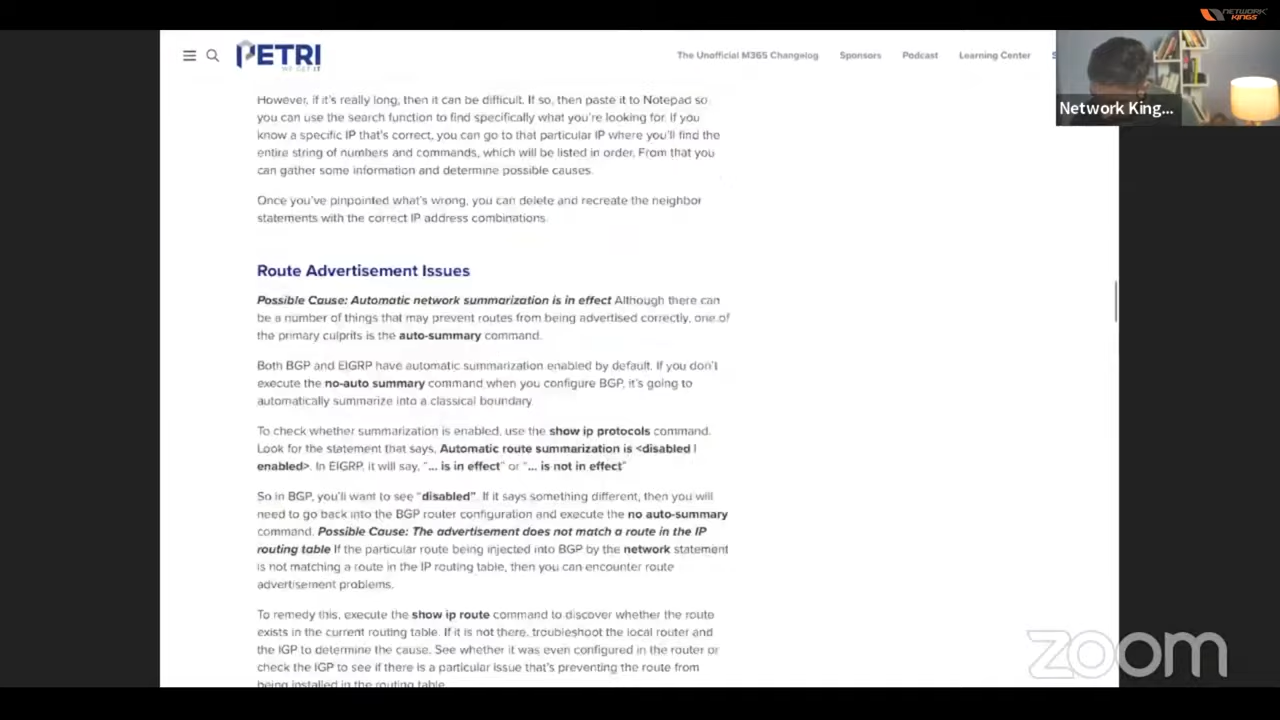 NETWORK
KINGS
PETRI
WE GET IT
The Unofficial M365 Changelog
Sponsors
Podcast
Learning Center
Network King...
However, if it's really long, then it can be difficult. If so, then paste it to Notepad so
you can use the search function to find specifically what you're looking for. If you
know a specific IP that's correct, you can go to that particular IP where you'll find the
entire string of numbers and commands, which will be listed in order. From that you
can gather some information and determine possible causes.
Once you've pinpointed what's wrong, you can delete and recreate the neighbor
statements with the correct IP address combinations.
Route Advertisement Issues
Possible Cause: Automatic network summarization is in effect Although there can
be a number of things that may prevent routes from being advertised correctly, one of
the primary culprits is the auto-summary command.
Both BGP and EIGRP have automatic summarization enabled by default. If you don't
execute the no-auto summary command when you configure BGP, it's going to
automatically summarize into a classical boundary.
To check whether summarization is enabled, use the show ip protocols command.
Look for the statement that says, Automatic route summarization is <disabled |
enabled>. In EIGRP, it will say, "... is in effect" or "... is not in effect"
So in BGP, you'll want to see "disabled". If it says something different, then you will
need to go back into the BGP router configuration and execute the no auto-summary
command. Possible Cause: The advertisement does not match a route in the IP
routing table If the particular route being injected into BGP by the network statement
is not matching a route in the IP routing table, then you can encounter route
advertisement problems.
To remedy this, execute the show ip route command to discover whether the route
exists in the current routing table. If it is not there, troubleshoot the local router and
the IGP to determine the cause. See whether it was even configured in the router or
check the IGP to see if there is a particular issue that's preventing the route from
being installed in the routing table.
zoom